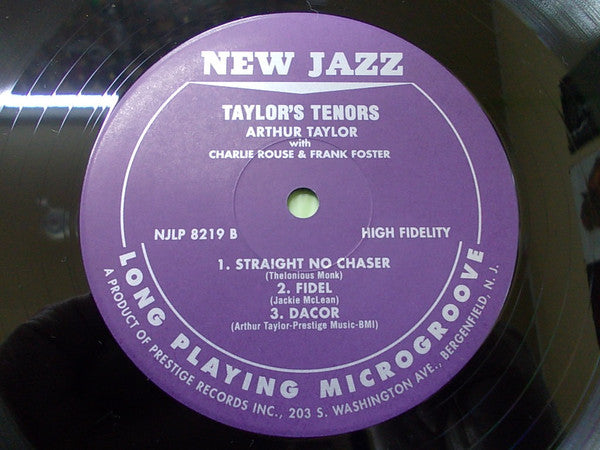 NEW JAZZ
TAYLOR'S TENORS
ARTHUR TAYLOR
with
CHARLIE ROUSE & FRANK FOSTER
NJLP 8219 B
HIGH FIDELITY
1. STRAIGHT NO CHASER
(Thelonious Monk)
2. FIDEL
(Jackie McLean)
3. DACOR
(Arthur Taylor-Prestige Music-BMI)
LONG PLAYING MICROGROOVE
A PRODUCT OF PRESTIGE RECORDS INC., 203 S. WASHINGTON AVE., BERGENFIELD, N. J.